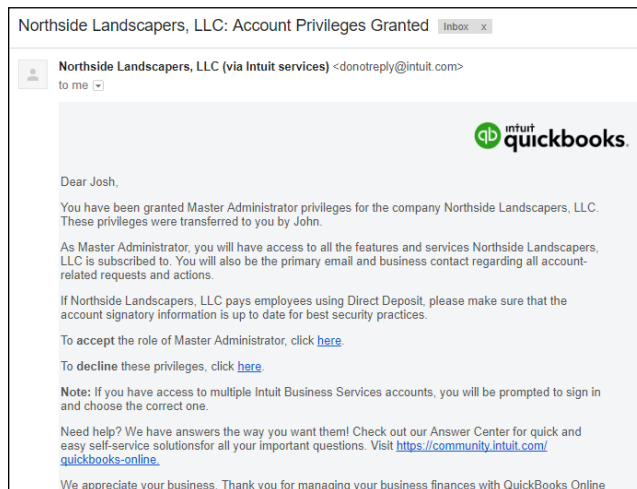 Northside Landscapers, LLC: Account Privileges Granted Inbox x
Northside Landscapers, LLC (via Intuit services) <donotreply@intuit.com>
to me
qb intuit quickbooks.
Dear Josh,
You have been granted Master Administrator privileges for the company Northside Landscapers, LLC.
These privileges were transferred to you by John.
As Master Administrator, you will have access to all the features and services Northside Landscapers,
LLC is subscribed to. You will also be the primary email and business contact regarding all account-
related requests and actions.
If Northside Landscapers, LLC pays employees using Direct Deposit, please make sure that the
account signatory information is up to date for best security practices.
To accept the role of Master Administrator, click here.
To decline these privileges, click here.
Note: If you have access to multiple Intuit Business Services accounts, you will be prompted to sign in
and choose the correct one.
Need help? We have answers the way you want them! Check out our Answer Center for quick and
easy self-service solutionsfor all your important questions. Visit https://community.intuit.com/
quickbooks-online.
We appreciate your business. Thank you for managing your business finances with QuickBooks Online